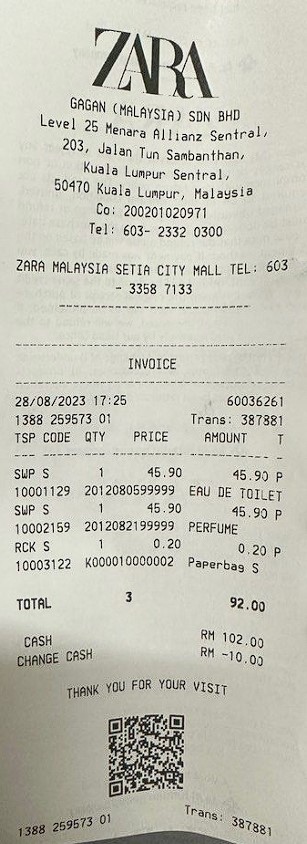 ZARA
GAGAN (MALAYSIA) SDN BHD
Level 25 Menara Allianz Sentral,
203, Jalan Tun Sambanthan,
Kuala Lumpur Sentral,
50470 Kuala Lumpur, Malaysia
Co: 200201020971
Tel: 603- 2332 0300
ZARA MALAYSIA SETIA CITY MALL TEL: 603
- 3358 7133
INVOICE
28/08/2023 17:25 60036261
1388 259573 01 Trans: 387881
TSP CODE QTY PRICE AMOUNT T
SWP S 1 45.90 45.90 P
10001129 2012080599999 EAU DE TOILET
SWP S 1 45.90 45.90 P
10002159 2012082199999 PERFUME
RCK S 1 0.20 0.20 P
10003122 K000010000002 Paperbag S
TOTAL 3 92.00
CASH RM 102.00
CHANGE CASH RM -10.00
THANK YOU FOR YOUR VISIT
1388 259573 01 Trans: 387881